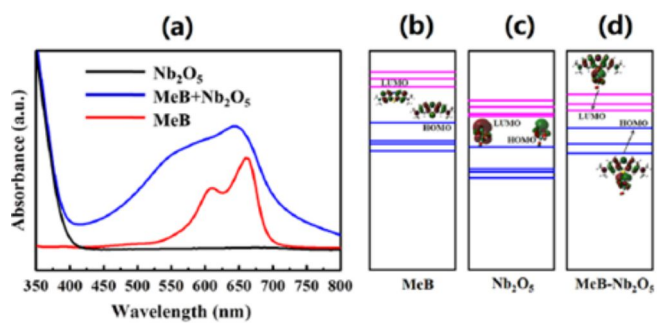 (a)
Nb₂O₅
MeB+Nb₂O₅
MeB
Absorbance (a.u.)
350 400 450 500 550 600 650 700 750 800
Wavelength (nm)
(b)
LUMO
HOMO
MeB
(c)
LUMO
HOMO
Nb₂O₅
(d)
LUMO
HOMO
MeB-Nb₂O₅